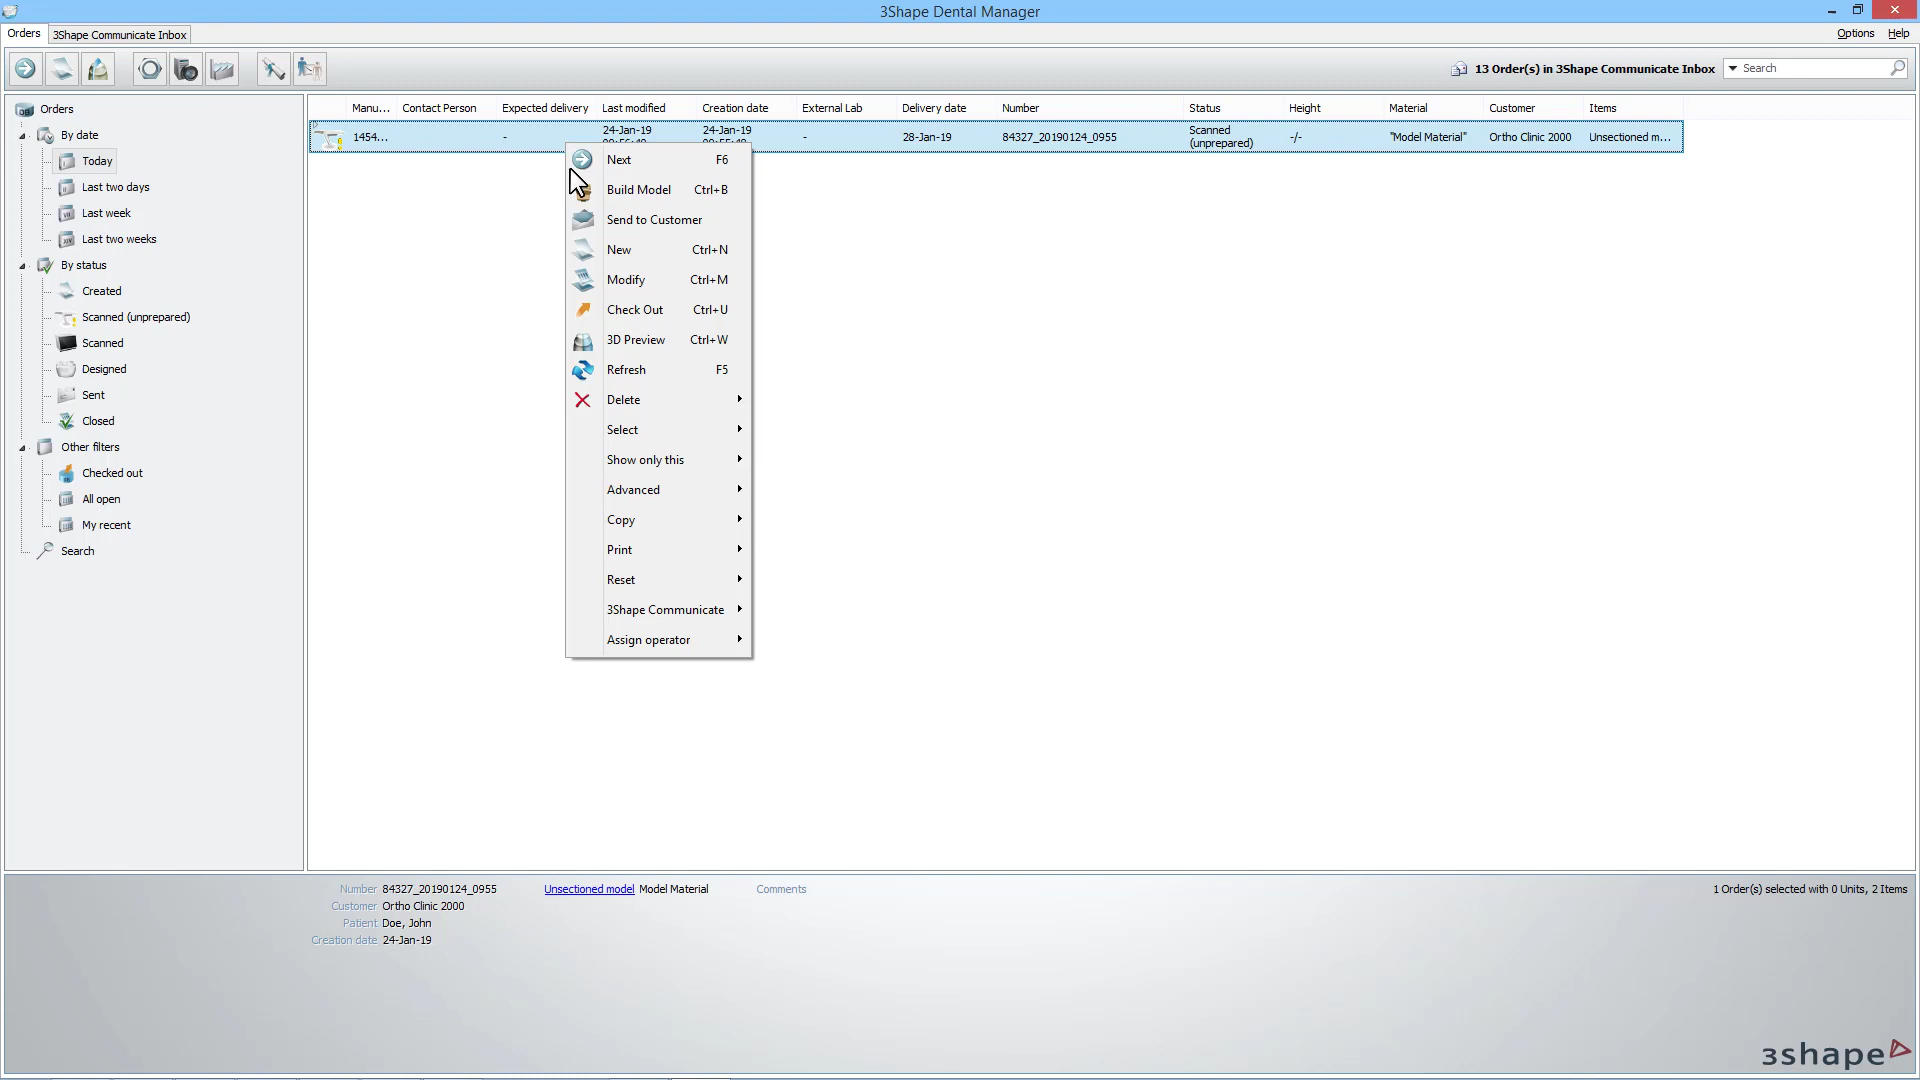 3Shape Dental Manager
Orders
3Shape Communicate Inbox
Options
Help
13 Order(s) in 3Shape Communicate Inbox
Search
Orders
By date
Today
Last two days
Last week
Last two weeks
By status
Created
Scanned (unprepared)
Scanned
Designed
Sent
Closed
Other filters
Checked out
All open
My recent
Search
Manu... Contact Person Expected delivery Last modified Creation date External Lab Delivery date Number Status Height Material Customer Items
1454... - 24-Jan-19 24-Jan-19 - 28-Jan-19 84327_20190124_0955 Scanned (unprepared) -/- "Model Material" Ortho Clinic 2000 Unsectioned m...
Next F6
Build Model Ctrl+B
Send to Customer
New Ctrl+N
Modify Ctrl+M
Check Out Ctrl+U
3D Preview Ctrl+W
Refresh F5
Delete
Select
Show only this
Advanced
Copy
Print
Reset
3Shape Communicate
Assign operator
Number 84327_20190124_0955 Unsectioned model Model Material Comments 1 Order(s) selected with 0 Units, 2 Items
Customer Ortho Clinic 2000
Patient Doe, John
Creation date 24-Jan-19
3shape